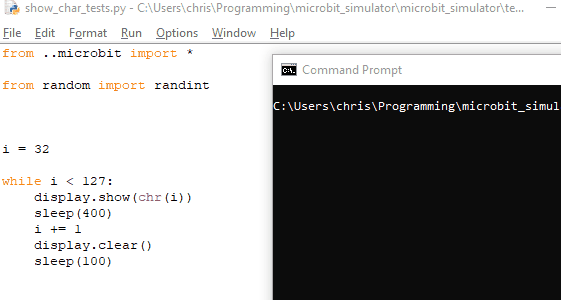 show_char_tests.py - C:\Users\chris\Programming\microbit_simulator\microbit_simulator\te...
File Edit Format Run Options Window Help
from ..microbit import *
from random import randint
i = 32
while i < 127:
    display.show(chr(i))
    sleep(400)
    i += 1
    display.clear()
    sleep(100)
Command Prompt
C:\Users\chris\Programming\microbit_simul